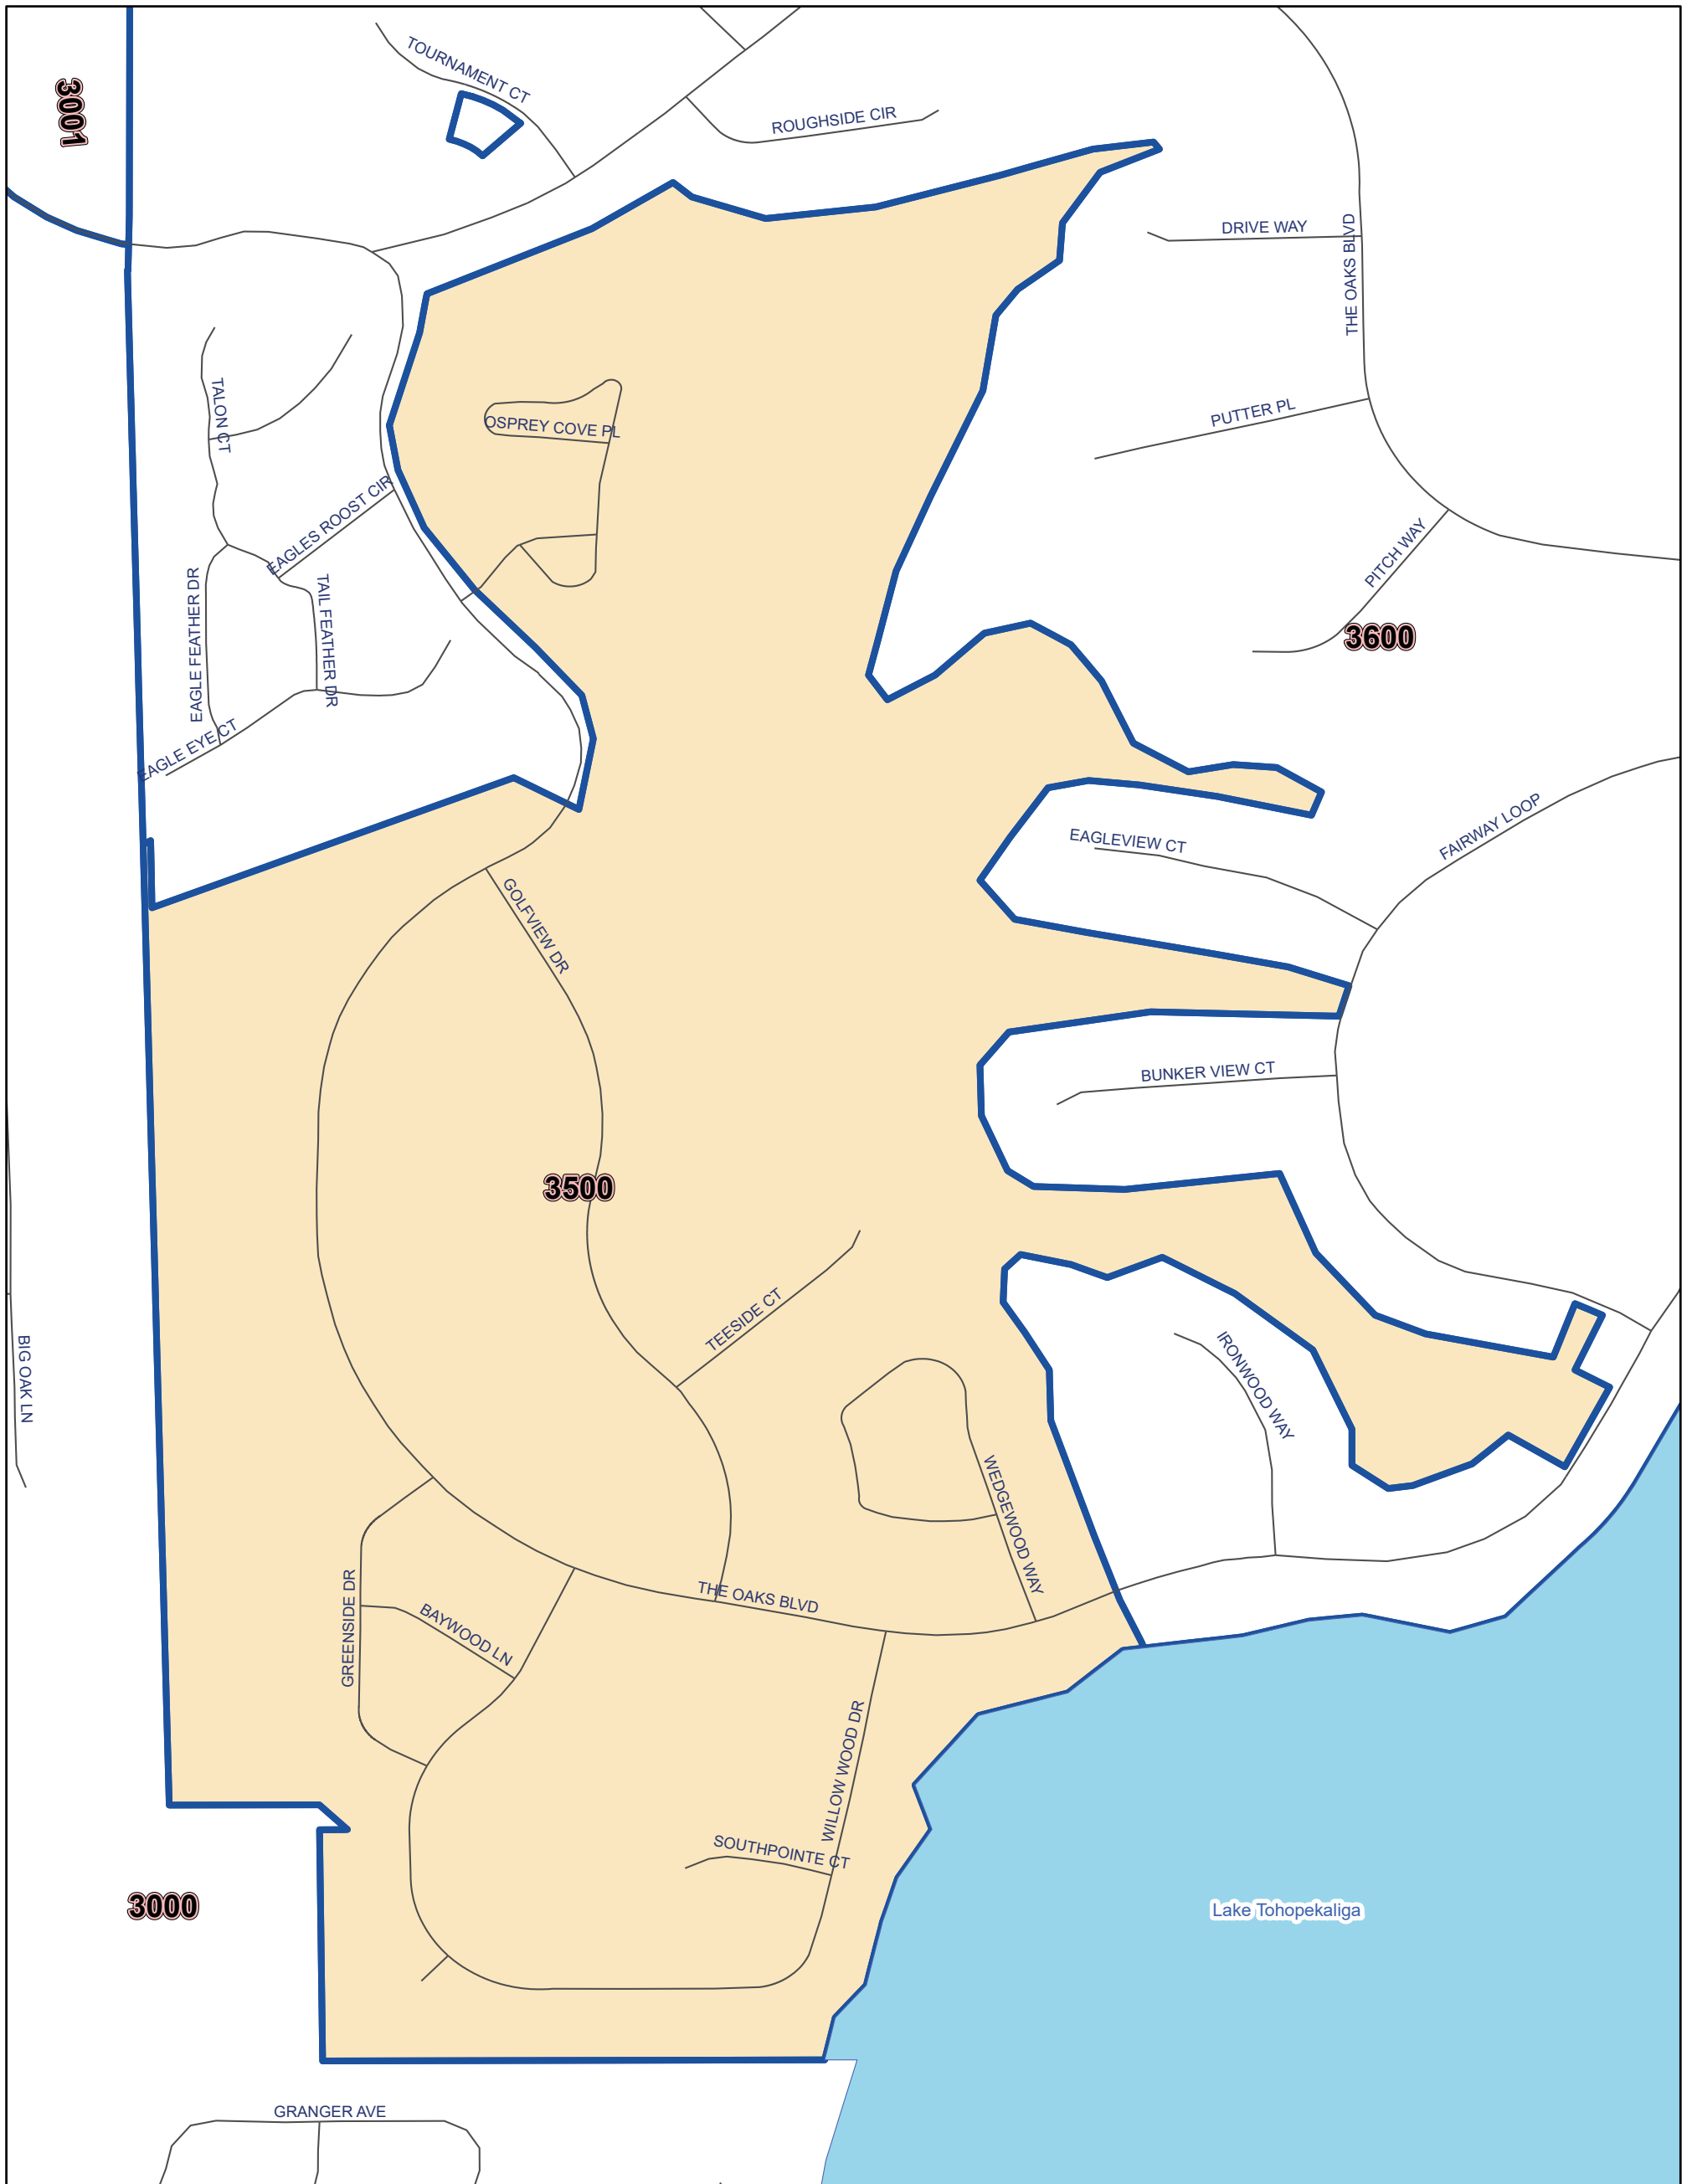 TOURNAMENT CT
3001
ROUGHSIDE CIR
DRIVE WAY
THE OAKS BLVD
TALON CT
OSPREY COVE PL
PUTTER PL
EAGLES ROOST CIR
PITCH WAY
EAGLE FEATHER DR
TAIL FEATHER DR
3600
EAGLE EYE CT
EAGLEVIEW CT
FAIRWAY LOOP
GOLFVIEW DR
BUNKER VIEW CT
3500
TEESIDE CT
BIG OAK LN
IRONWOOD WAY
WEDGEWOOD WAY
THE OAKS BLVD
GREENSIDE DR
BAYWOOD LN
WILLOW WOOD DR
SOUTHPOINTE CT
3000
Lake Tohopekaliga
GRANGER AVE